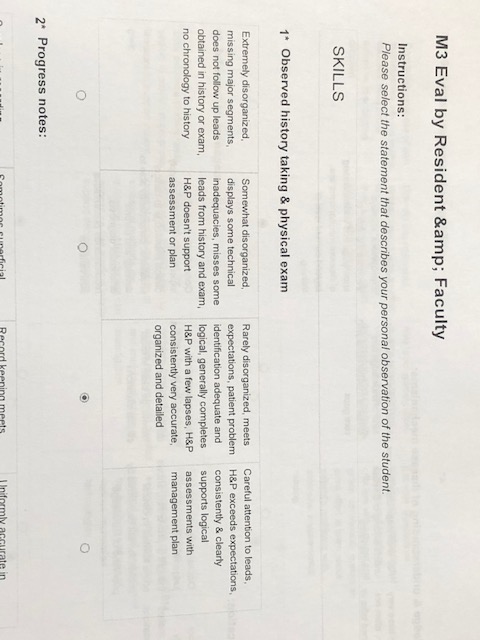 M3 Eval by Resident &amp; Faculty
Instructions:
Please select the statement that describes your personal observation of the student.
SKILLS
1* Observed history taking & physical exam
Extremely disorganized,
missing major segments,
does not follow up leads
obtained in history or exam,
no chronology to history
Somewhat disorganized,
displays some technical
inadequacies, misses some
leads from history and exam,
H&P doesn't support
assessment or plan
Rarely disorganized, meets
expectations, patient problem
identification adequate and
logical, generally completes
H&P with a few lapses, H&P
consistently very accurate,
organized and detailed
Careful attention to leads,
H&P exceeds expectations,
consistently & clearly
supports logical
assessments with
management plan
2* Progress notes:
Sometimes superficial
Record keeping meets
Uniformly accurate in